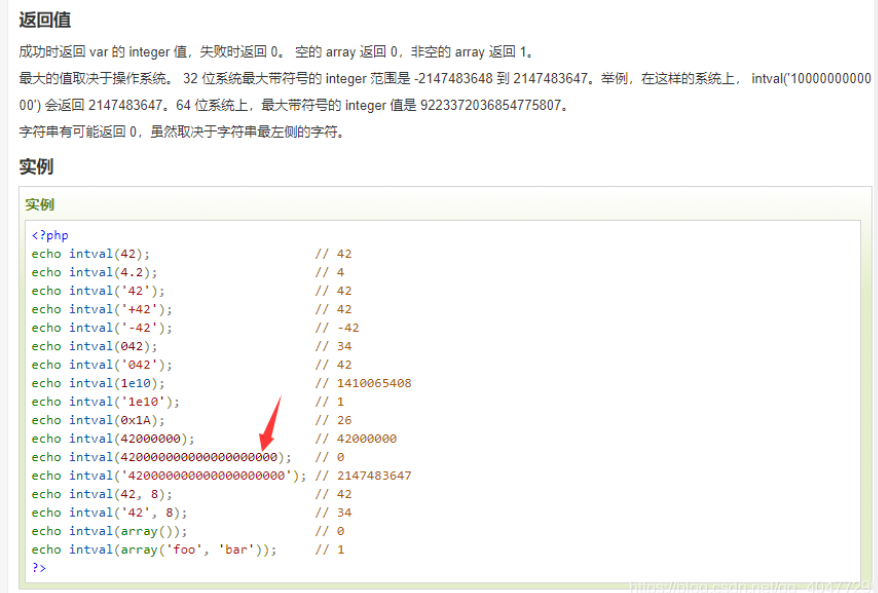 返回值
成功时返回 var 的 integer 值，失败时返回 0。 空的 array 返回 0，非空的 array 返回 1。
最大的值取决于操作系统。 32 位系统最大带符号的 integer 范围是 -2147483648 到 2147483647。举例，在这样的系统上， intval('10000000000
00') 会返回 2147483647。64 位系统上，最大带符号的 integer 值是 9223372036854775807。
字符串有可能返回 0，虽然取决于字符串最左侧的字符。
实例
实例
<?php
echo intval(42); // 42
echo intval(4.2); // 4
echo intval('42'); // 42
echo intval('+42'); // 42
echo intval('-42'); // -42
echo intval(042); // 34
echo intval('042'); // 42
echo intval(1e10); // 1410065408
echo intval('1e10'); // 1
echo intval(0x1A); // 26
echo intval(42000000); // 42000000
echo intval(420000000000000000000); // 0
echo intval('420000000000000000000'); // 2147483647
echo intval(42, 8); // 42
echo intval('42', 8); // 34
echo intval(array()); // 0
echo intval(array('foo', 'bar')); // 1
?>